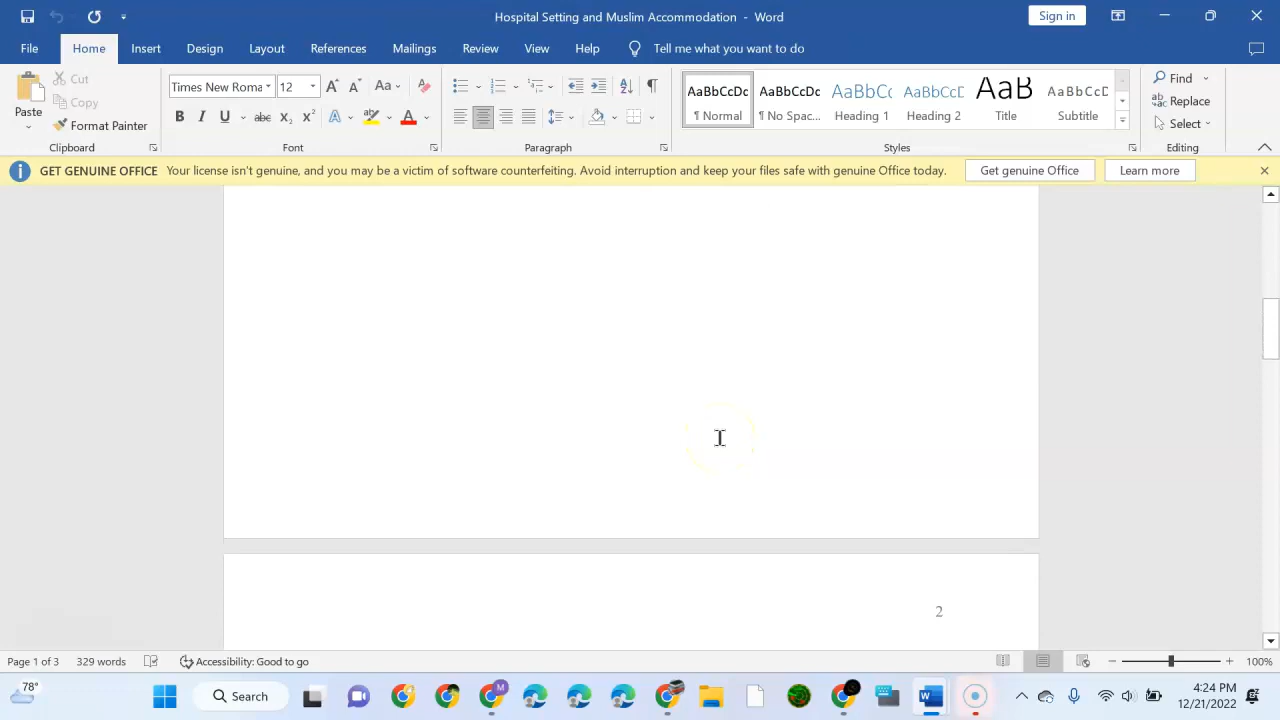 Hospital Setting and Muslim Accommodation - Word
Sign in
File Home Insert Design Layout References Mailings Review View Help Tell me what you want to do
Paste
Cut
Copy
Format Painter
Clipboard
Times New Roma 12
Font
Paragraph
AaBbCcDc AaBbCcDc AaBbCc AaBbCcD AaB AaBbCcD
¶ Normal ¶ No Spac... Heading 1 Heading 2 Title Subtitle
Styles
Find
Replace
Select
Editing
GET GENUINE OFFICE Your license isn't genuine, and you may be a victim of software counterfeiting. Avoid interruption and keep your files safe with genuine Office today. Get genuine Office Learn more
2
Page 1 of 3 329 words Accessibility: Good to go 100%
78° Search 4:24 PM
12/21/2022